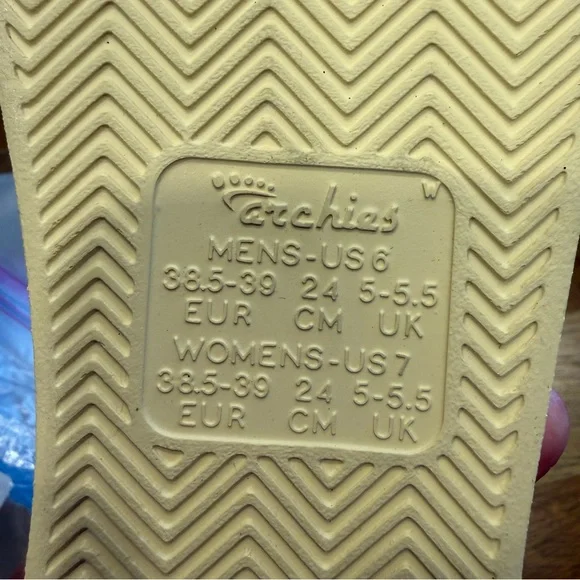 W
archies
MENS-US 6
38.5-39 24 5-5.5
EUR CM UK
WOMENS-US 7
38.5-39 24 5-5.5
EUR CM UK